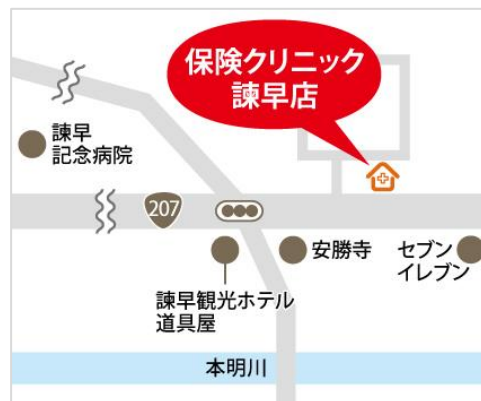 保険クリニック
諫早店
諫早
記念病院
207
安勝寺
セブン
イレブン
諫早観光ホテル
道具屋
本明川